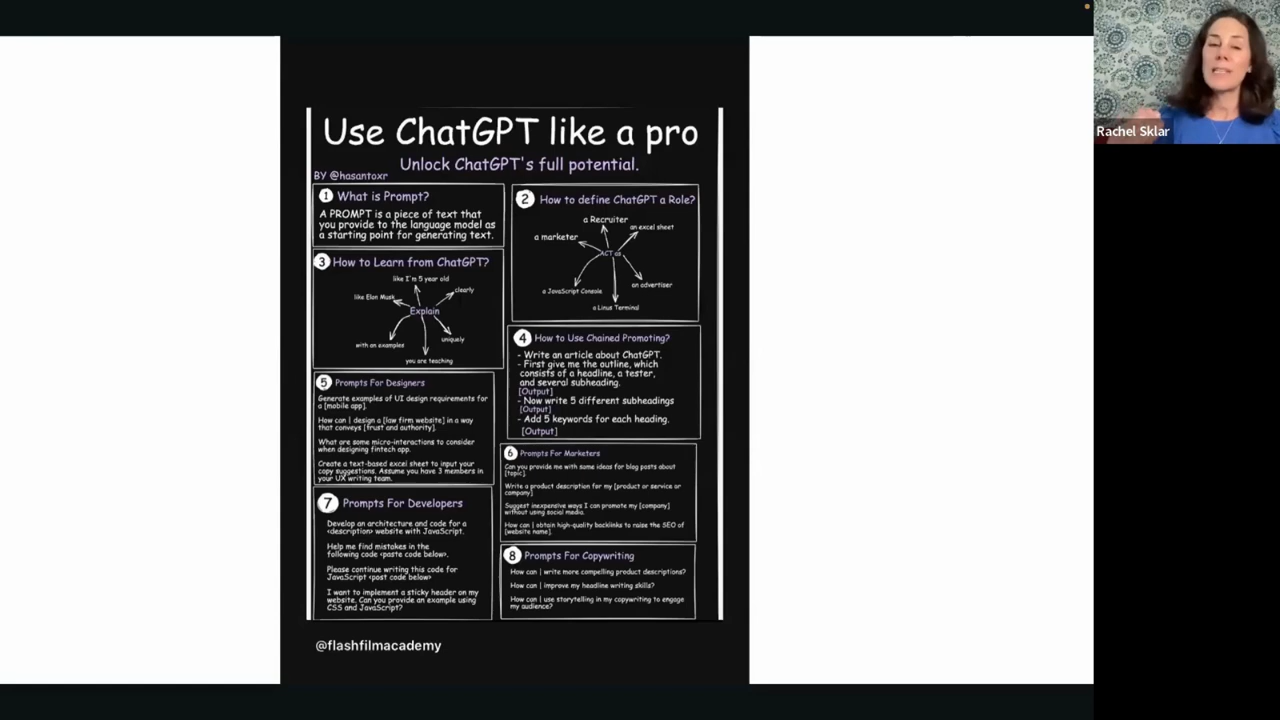 Use ChatGPT like a pro
Unlock ChatGPT's full potential.
BY @hasantoxr
1 What is Prompt?
A PROMPT is a piece of text that
you provide to the language model as
a starting point for generating text.
2 How to define ChatGPT a Role?
a Recruiter
an excel sheet
a marketer
ACT as
an advertiser
a JavaScript Console
a Linus Terminal
3 How to Learn from ChatGPT?
like I'm 5 year old
clearly
like Elon Musk
Explain
uniquely
with an examples
you are teaching
4 How to Use Chained Promoting?
- Write an article about ChatGPT.
- First give me the outline, which
consists of a headline, a tester,
and several subheading.
[Output]
- Now write 5 different subheadings
[Output]
- Add 5 keywords for each heading.
[Output]
5 Prompts For Designers
Generate examples of UI design requirements for
a [mobile app].
How can I design a [law firm website] in a way
that conveys [trust and authority].
What are some micro-interactions to consider
when designing fintech app.
Create a text-based excel sheet to input your
copy suggestions. Assume you have 3 members in
your UX writing team.
6 Prompts For Marketers
Can you provide me with some ideas for blog posts about
[topic].
Write a product description for my [product or service or
company]
Suggest inexpensive ways I can promote my [company]
without using social media.
How can I obtain high-quality backlinks to raise the SEO of
[website name].
7 Prompts For Developers
Develop an architecture and code for a
<description> website with JavaScript.
Help me find mistakes in the
following code <paste code below>.
Please continue writing this code for
JavaScript <post code below>
I want to implement a sticky header on my
website. Can you provide an example using
CSS and JavaScript?
8 Prompts For Copywriting
How can I write more compelling product descriptions?
How can I improve my headline writing skills?
How can I use storytelling in my copywriting to engage
my audience?
@flashfilmacademy
Rachel Sklar